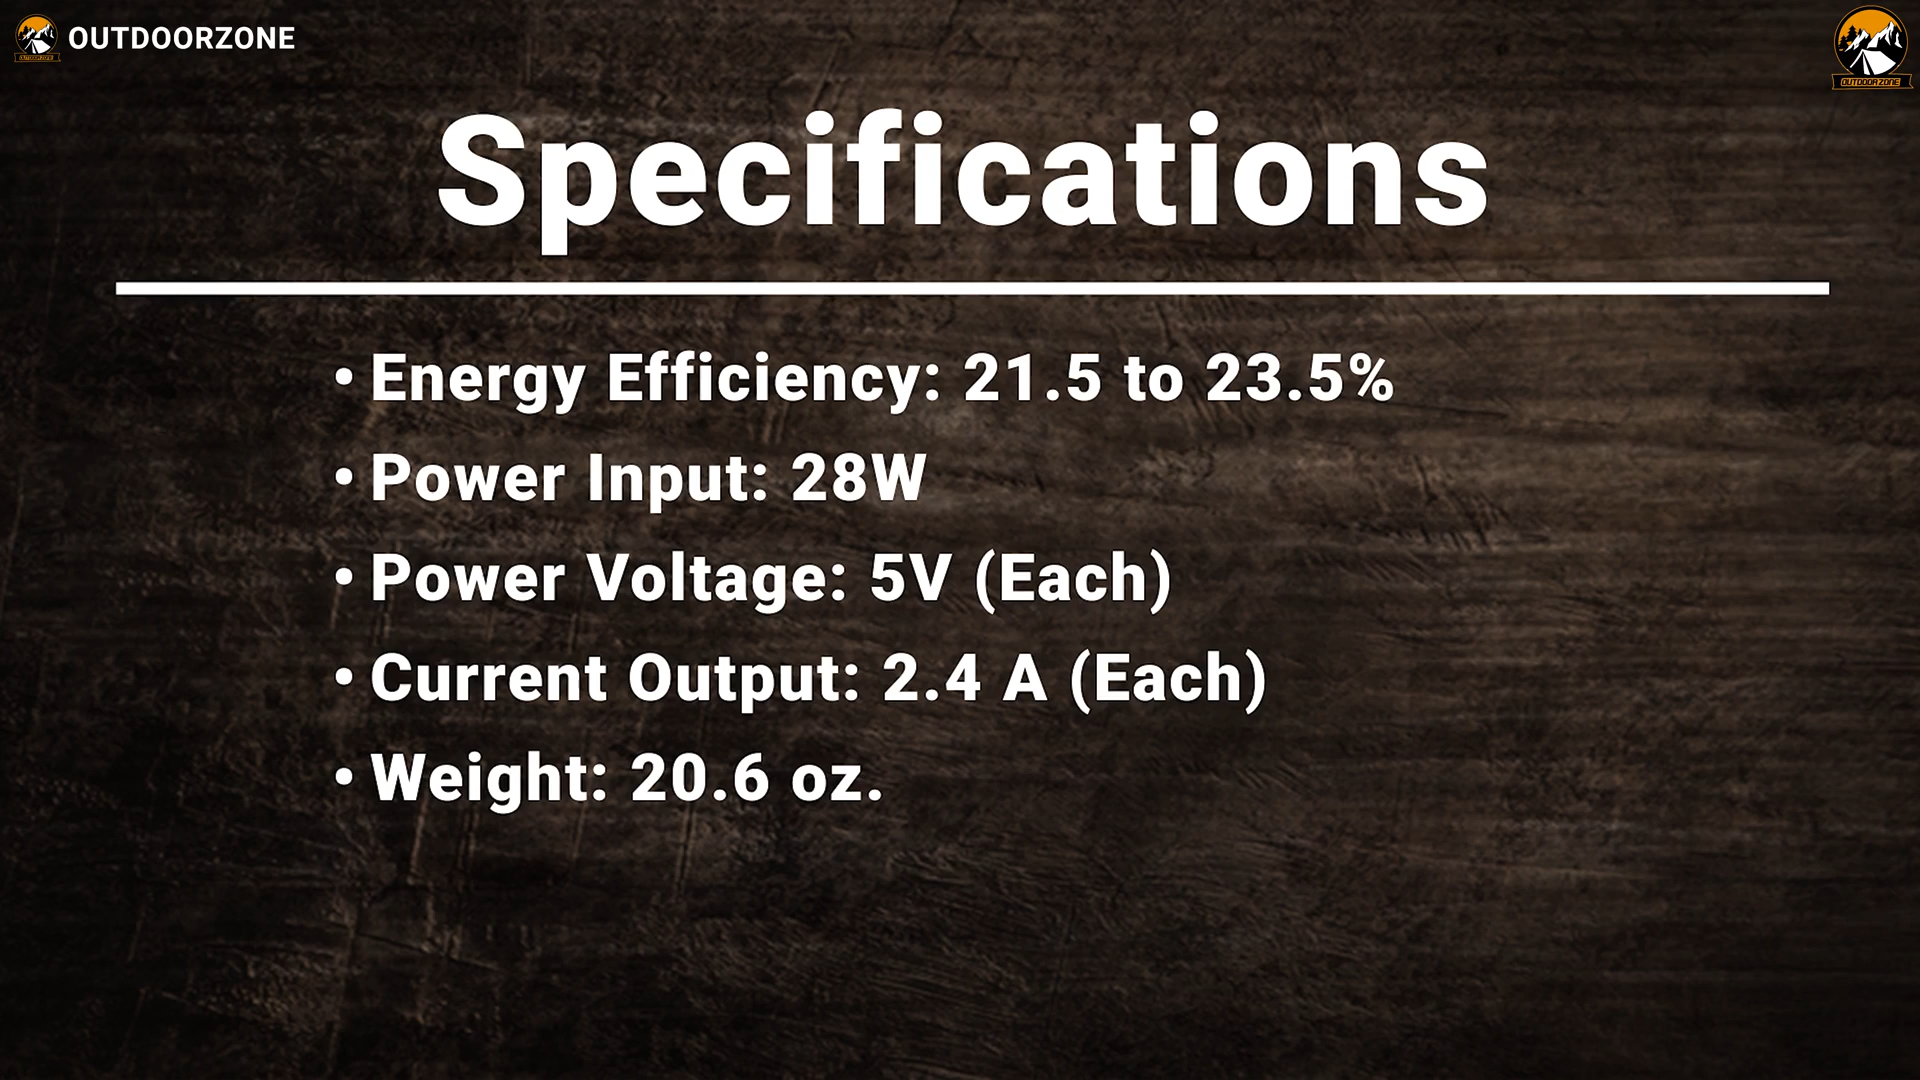 OUTDOORZONE
OUTDOORZONE
OUTDOORZONE
Specifications
• Energy Efficiency: 21.5 to 23.5%
• Power Input: 28W
• Power Voltage: 5V (Each)
• Current Output: 2.4 A (Each)
• Weight: 20.6 oz.